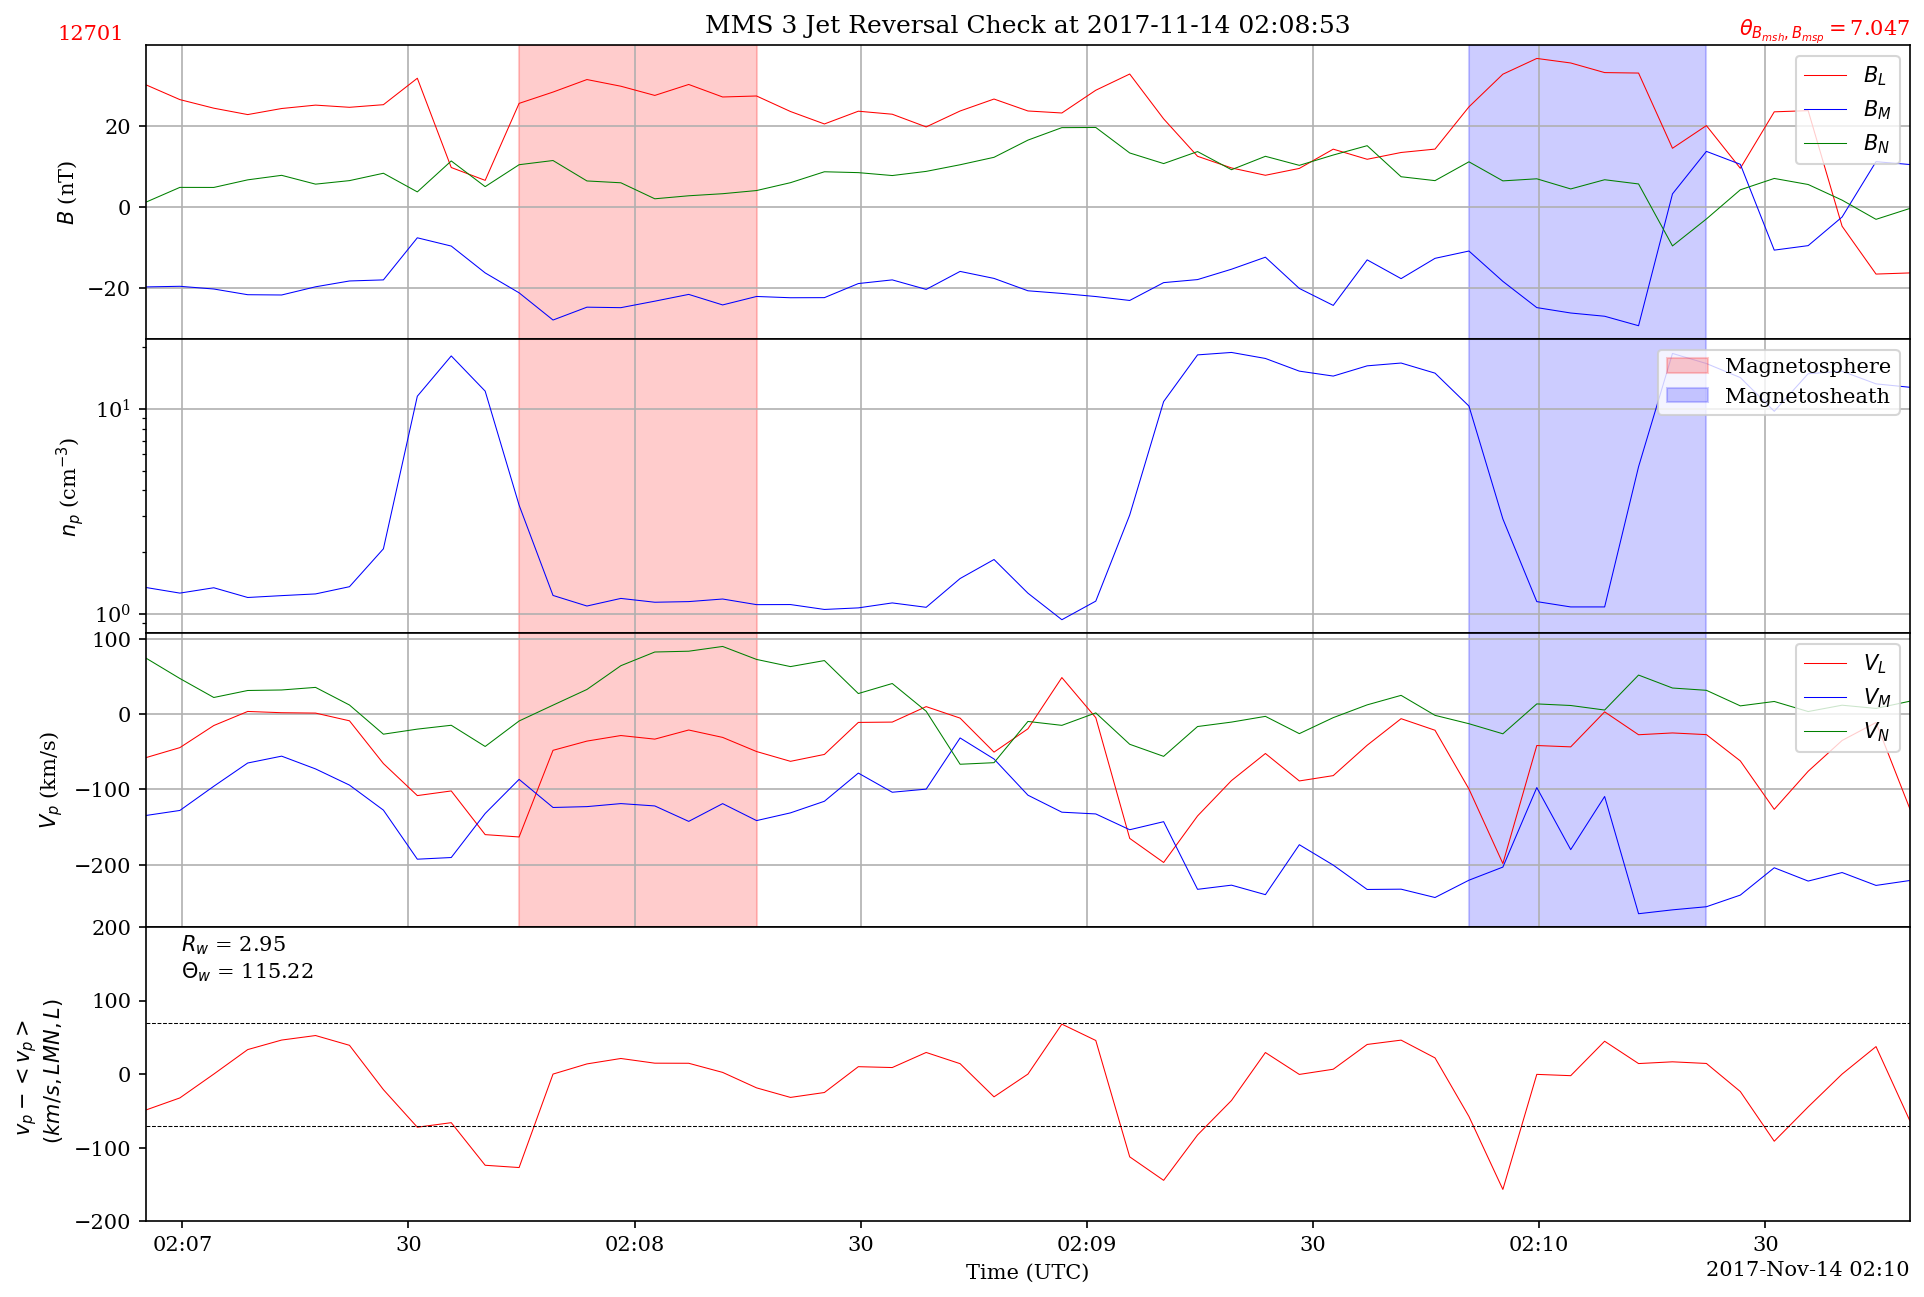 12701
MMS 3 Jet Reversal Check at 2017-11-14 02:08:53
θ_{B_{msh}, B_{msp}} = 7.047
B (nT)
20
0
−20
B_L
B_M
B_N
n_p (cm^{−3})
10^1
10^0
Magnetosphere
Magnetosheath
V_p (km/s)
100
0
−100
−200
V_L
V_M
V_N
v_p − <v_p>
(km/s, LMN, L)
200
100
0
−100
−200
R_w = 2.95
Θ_w = 115.22
02:07 30 02:08 30 02:09 30 02:10 30
Time (UTC)
2017-Nov-14 02:10